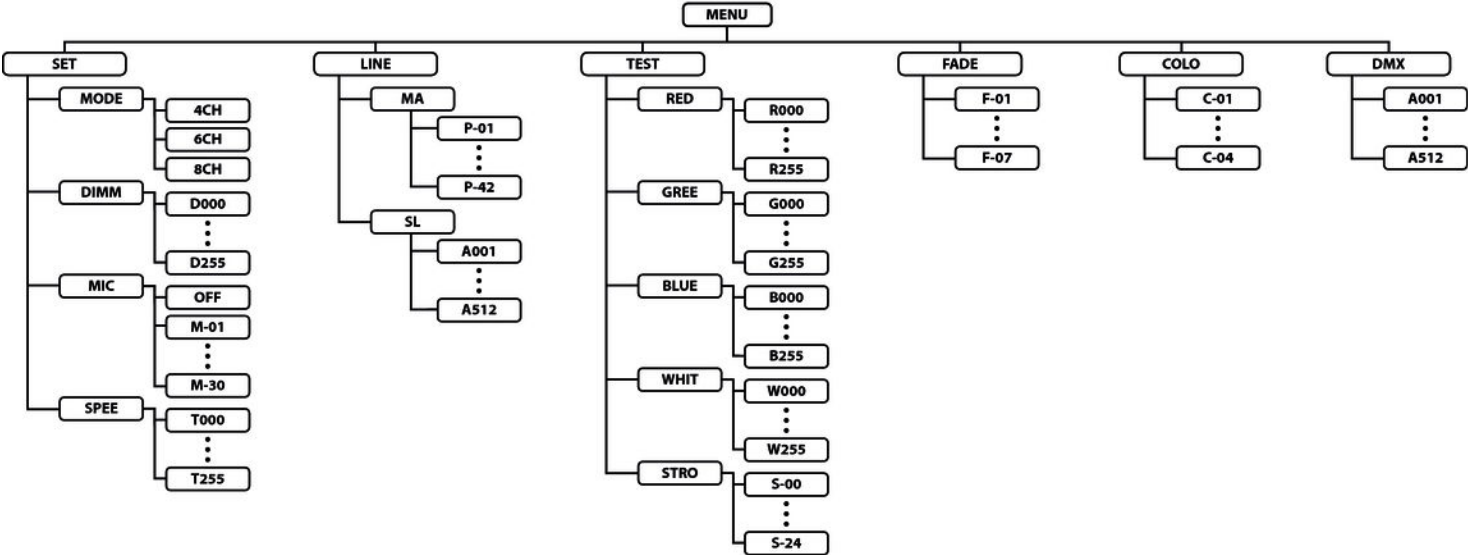 MENU
SET
MODE
4CH
6CH
8CH
DIMM
D000
D255
MIC
OFF
M-01
M-30
SPEE
T000
T255
LINE
MA
P-01
P-42
SL
A001
A512
TEST
RED
R000
R255
GREE
G000
G255
BLUE
B000
B255
WHIT
W000
W255
STRO
S-00
S-24
FADE
F-01
F-07
COLO
C-01
C-04
DMX
A001
A512